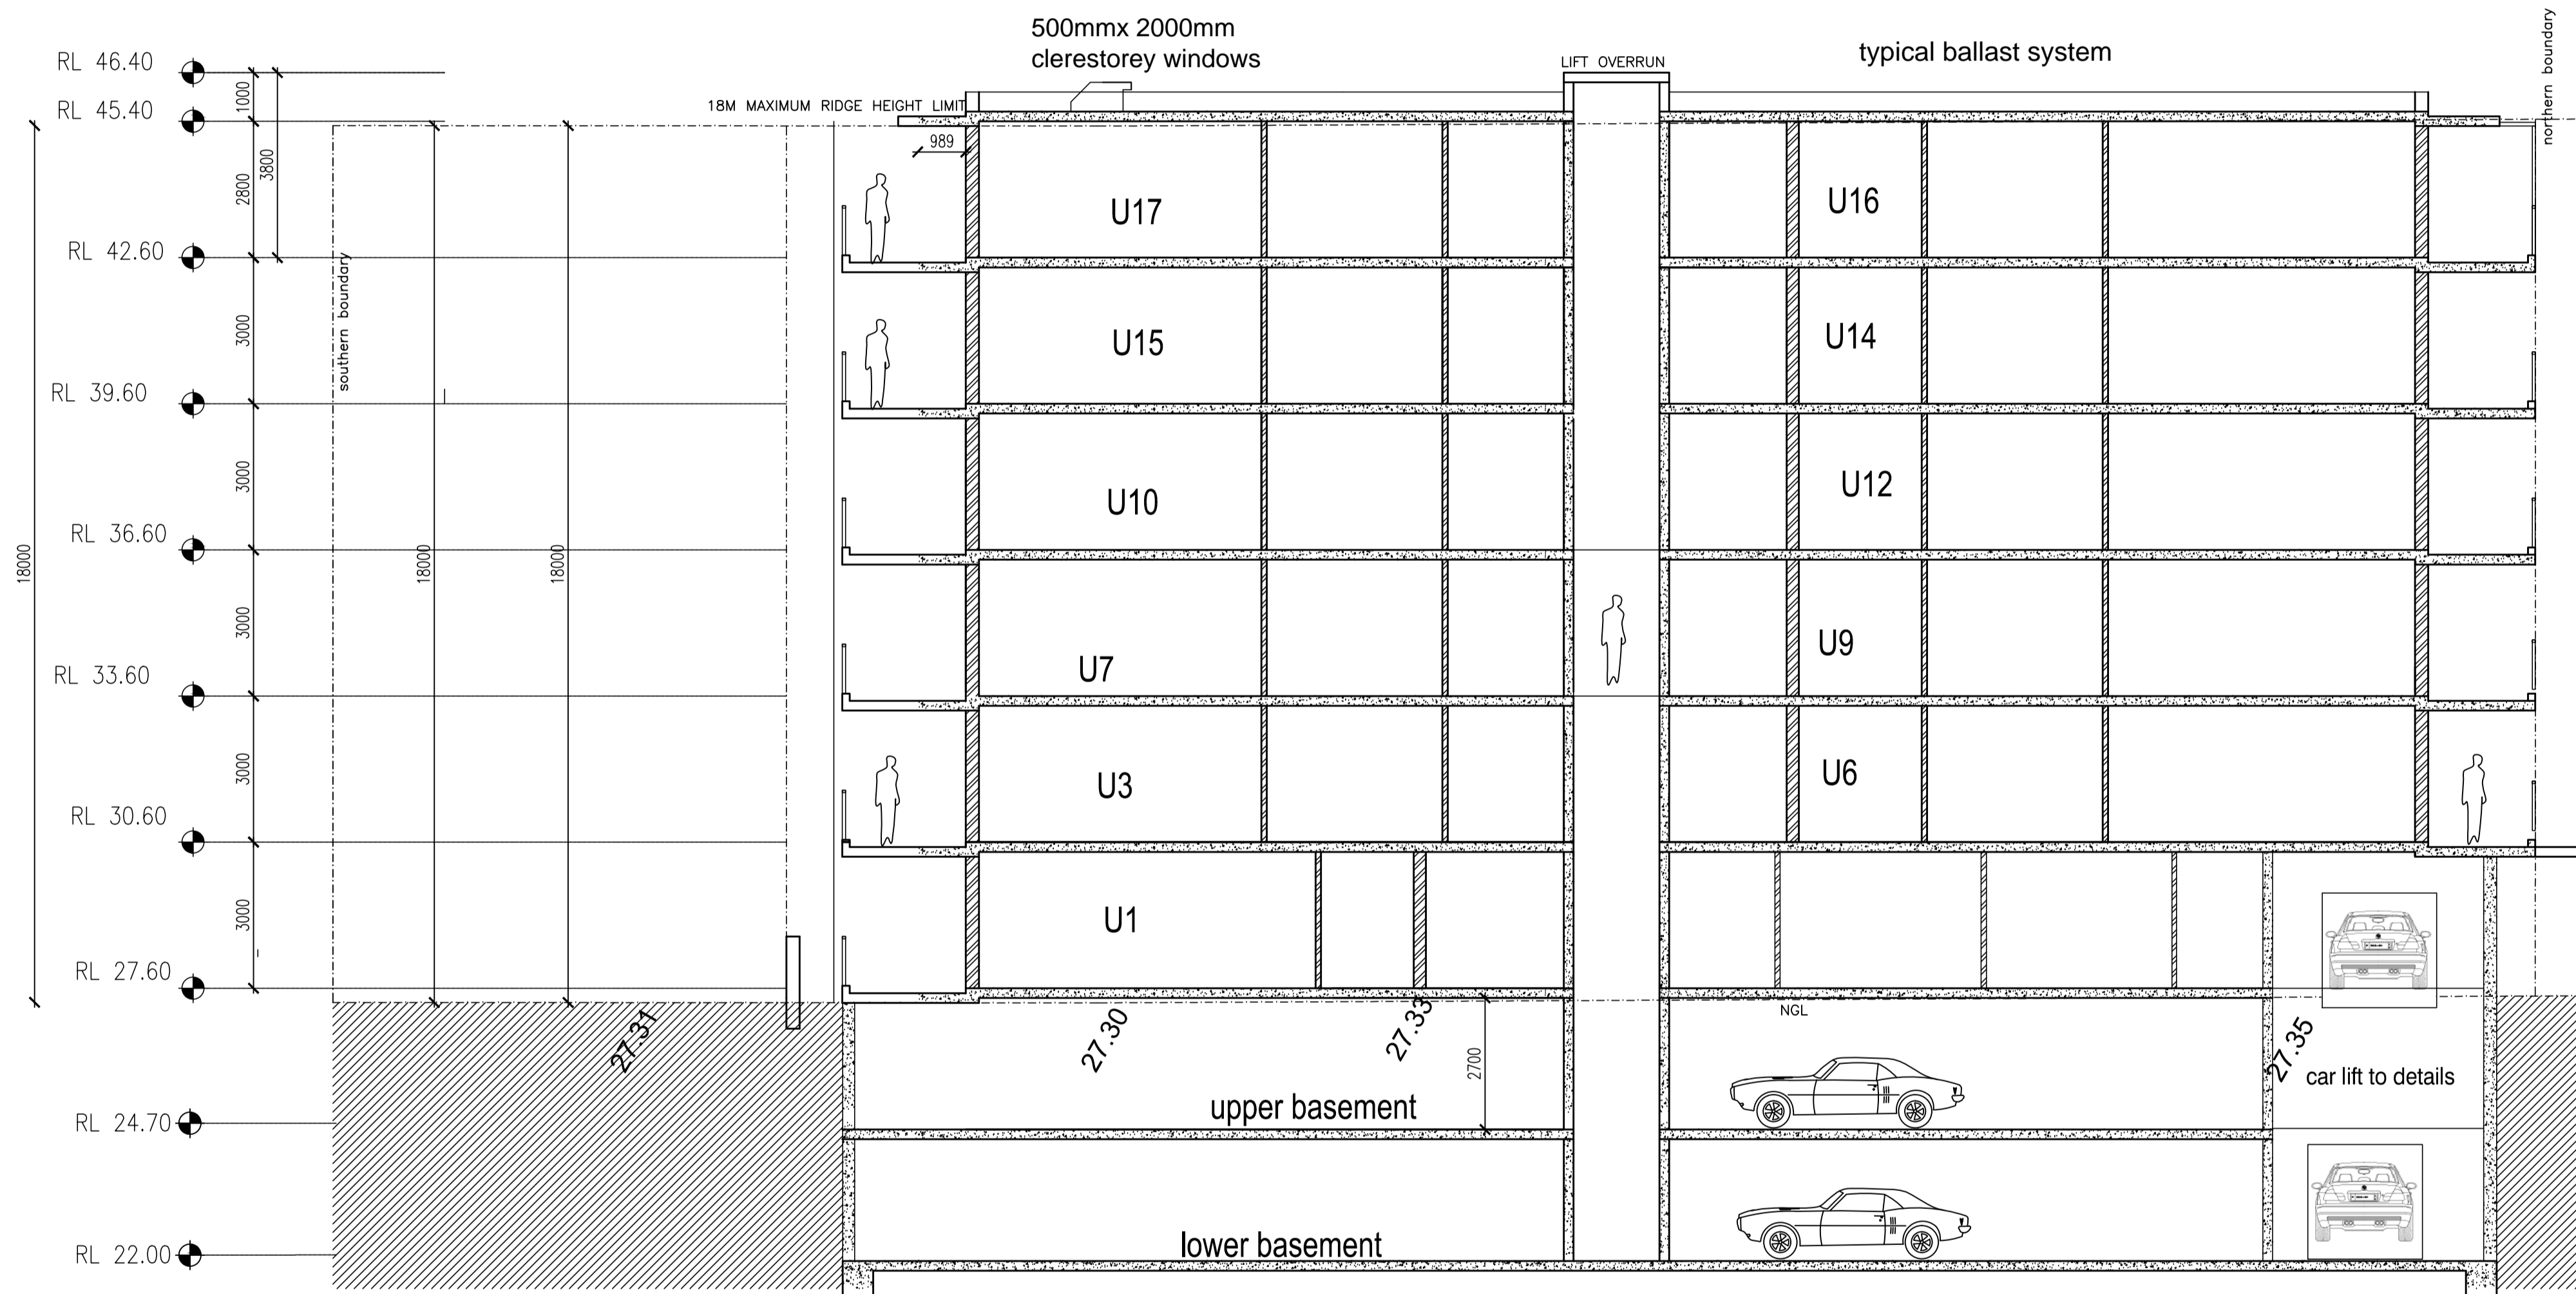 500mmx 2000mm
clerestorey windows
typical ballast system
northern boundary
LIFT OVERRUN
RL 46.40
1000
18M MAXIMUM RIDGE HEIGHT LIMIT
RL 45.40
989
3800
2800
U17
U16
RL 42.60
southern boundary
3000
U15
U14
RL 39.60
3000
U10
U12
RL 36.60
18000
18000
18000
3000
U7
U9
RL 33.60
3000
U3
U6
RL 30.60
3000
U1
RL 27.60
NGL
27.31
27.30
27.33
27.35
2700
car lift to details
upper basement
RL 24.70
lower basement
RL 22.00